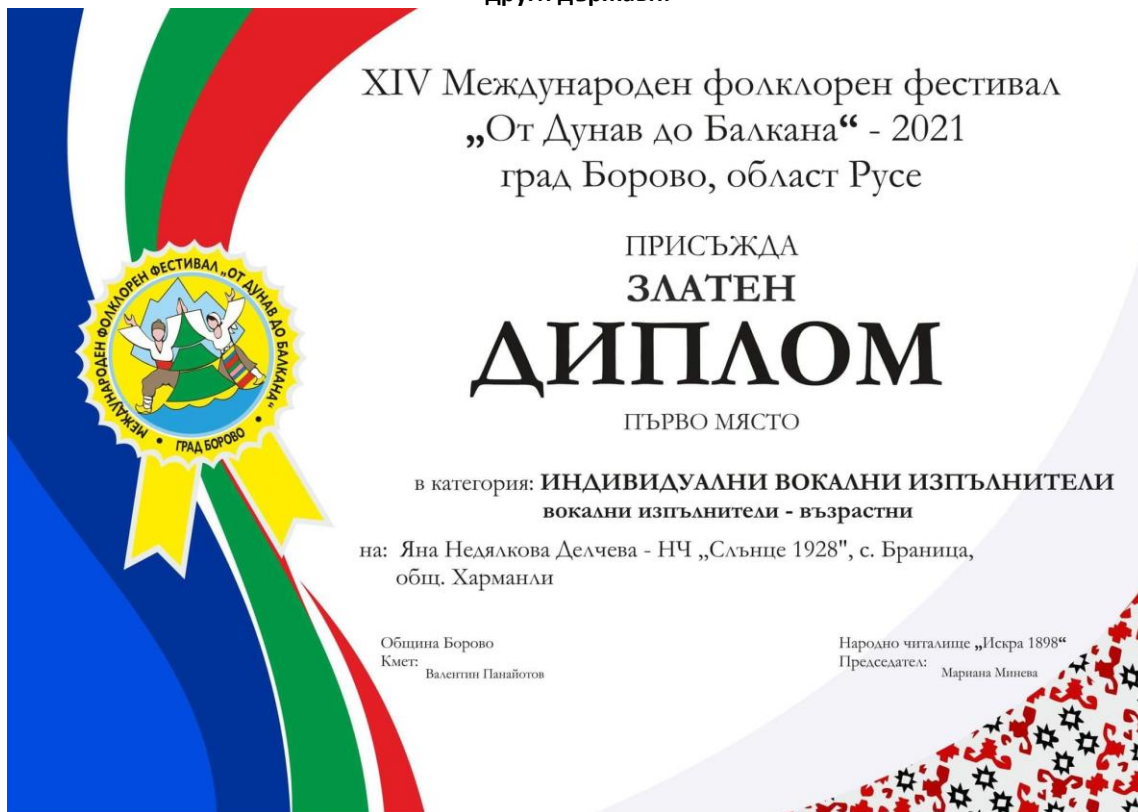 други държави.
XIV Международен фолклорен фестивал
„От Дунав до Балкана“ - 2021
град Борово, област Русе
ПРИСЪЖДА
ЗЛАТЕН
ДИПЛОМ
ПЪРВО МЯСТО
МЕЖДУНАРОДЕН ФОЛКЛОРЕН ФЕСТИВАЛ „ОТ ДУНАВ ДО БАЛКАНА“
• ГРАД БОРОВО •
в категория: ИНДИВИДУАЛНИ ВОКАЛНИ ИЗПЪЛНИТЕЛИ
вокални изпълнители - възрастни
на: Яна Недялкова Делчева - НЧ „Слънце 1928", с. Браница,
общ. Харманли
Община Борово
Кмет:
Валентин Панайотов
Народно читалище „Искра 1898“
Председател:
Мариана Минева